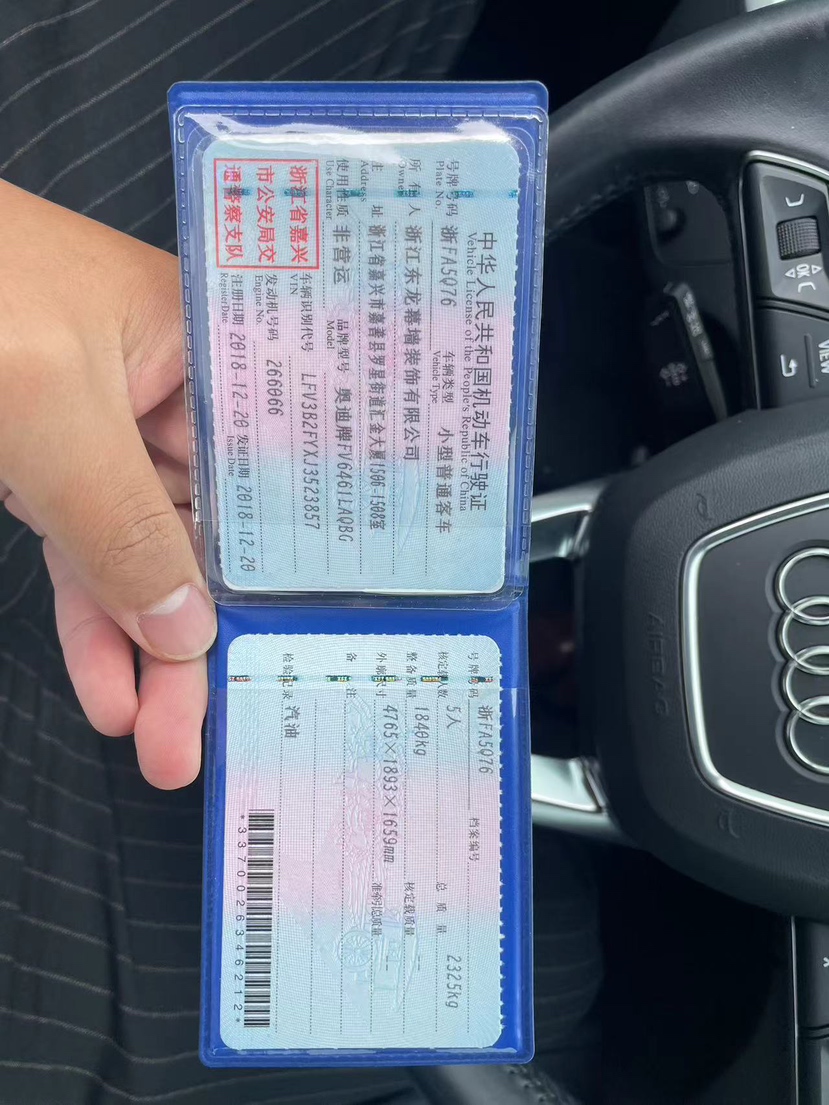 中华人民共和国机动车行驶证
Vehicle License of the People's Republic of China
号牌号码 浙FA5Q76 车辆类型 小型普通客车
Plate No. Vehicle Type
所有人 浙江东龙幕墙装饰有限公司
Owner
住址 浙江省嘉兴市嘉善县罗星街道汇金大厦1506-1508室
Address
使用性质 非营运 品牌型号 奥迪牌FV6461LAQBG
Use Character Model
浙江省嘉兴
市公安局交
通警察支队
车辆识别代号 LFV3B2FYXJ3523857
VIN
发动机号码 266066
Engine No.
注册日期 2018-12-20 发证日期 2018-12-20
Register Date Issue Date
号牌号码 浙FA5Q76 档案编号
核定载人数 5人 总质量 2325kg
整备质量 1840kg 核定载质量 --
外廓尺寸 4765×1893×1659mm 准牵引总质量 --
备注
检验记录 汽油
*3370026346212*
OK
VIEW
AIRBAG